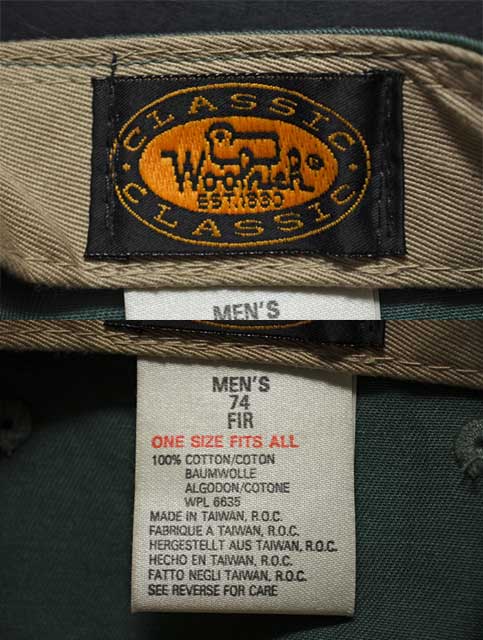 CLASSIC
Woolrich®
EST. 1830
CLASSIC
MEN'S
MEN'S
74
FIR
ONE SIZE FITS ALL
100% COTTON/COTON
BAUMWOLLE
ALGODON/COTONE
WPL 6635
MADE IN TAIWAN, R.O.C.
FABRIQUE A TAIWAN, R.O.C.
HERGESTELLT AUS TAIWAN, R.O.C.
HECHO EN TAIWAN, R.O.C.
FATTO NEGLI TAIWAN, R.O.C.
SEE REVERSE FOR CARE